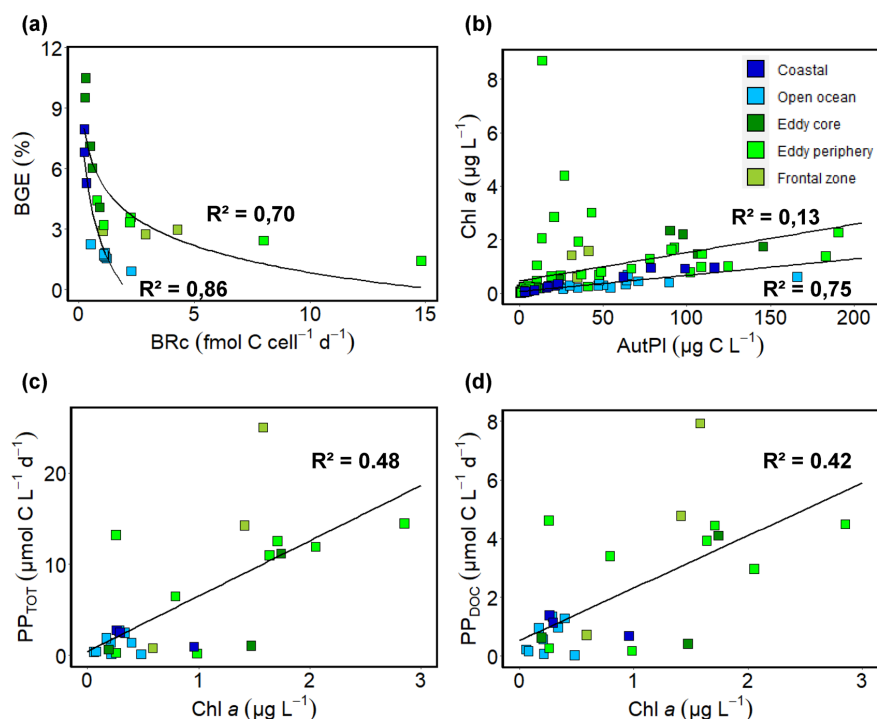 (a)
12
9
6
3
0
BGE (%)
R² = 0,70
R² = 0,86
0
5
10
15
BRc (fmol C cell⁻¹ d⁻¹)
(b)
8
6
4
2
0
Chl a (µg L⁻¹)
Coastal
Open ocean
Eddy core
Eddy periphery
Frontal zone
R² = 0,13
R² = 0,75
0
50
100
150
200
AutPl (µg C L⁻¹)
(c)
20
10
0
PP_TOT (µmol C L⁻¹ d⁻¹)
R² = 0.48
0
1
2
3
Chl a (µg L⁻¹)
(d)
8
6
4
2
0
PP_DOC (µmol C L⁻¹ d⁻¹)
R² = 0.42
0
1
2
3
Chl a (µg L⁻¹)